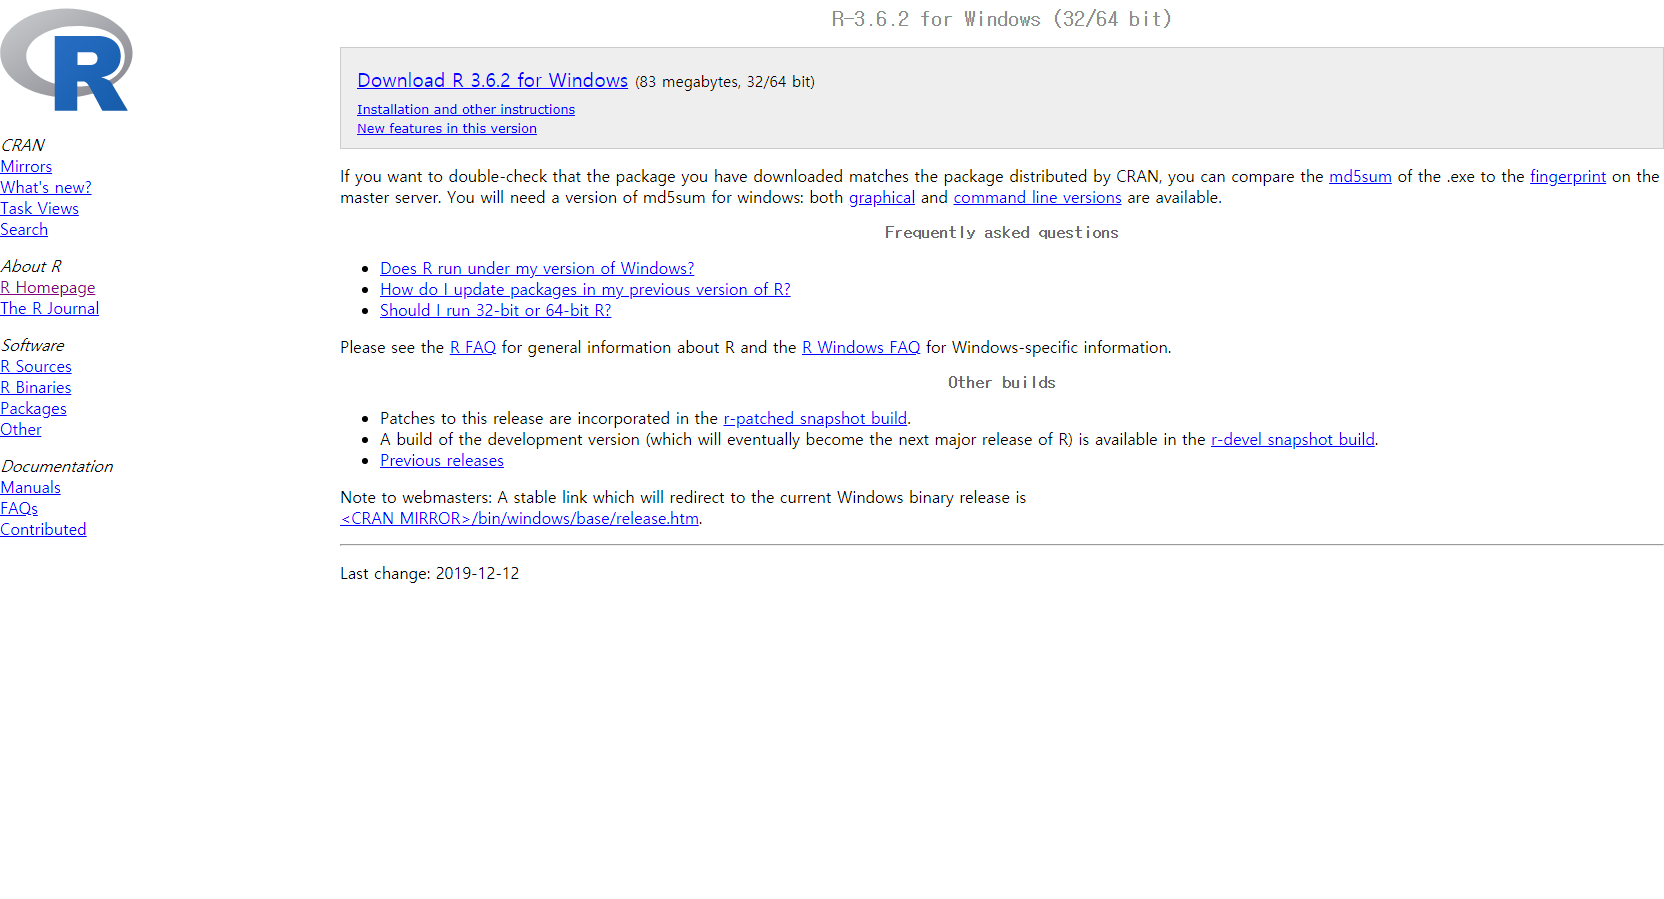 R
CRAN
Mirrors
What's new?
Task Views
Search
About R
R Homepage
The R Journal
Software
R Sources
R Binaries
Packages
Other
Documentation
Manuals
FAQs
Contributed
R-3.6.2 for Windows (32/64 bit)
Download R 3.6.2 for Windows (83 megabytes, 32/64 bit)
Installation and other instructions
New features in this version
If you want to double-check that the package you have downloaded matches the package distributed by CRAN, you can compare the md5sum of the .exe to the fingerprint on the
master server. You will need a version of md5sum for windows: both graphical and command line versions are available.
Frequently asked questions
Does R run under my version of Windows?
How do I update packages in my previous version of R?
Should I run 32-bit or 64-bit R?
Please see the R FAQ for general information about R and the R Windows FAQ for Windows-specific information.
Other builds
Patches to this release are incorporated in the r-patched snapshot build.
A build of the development version (which will eventually become the next major release of R) is available in the r-devel snapshot build.
Previous releases
Note to webmasters: A stable link which will redirect to the current Windows binary release is
<CRAN MIRROR>/bin/windows/base/release.htm.
Last change: 2019-12-12